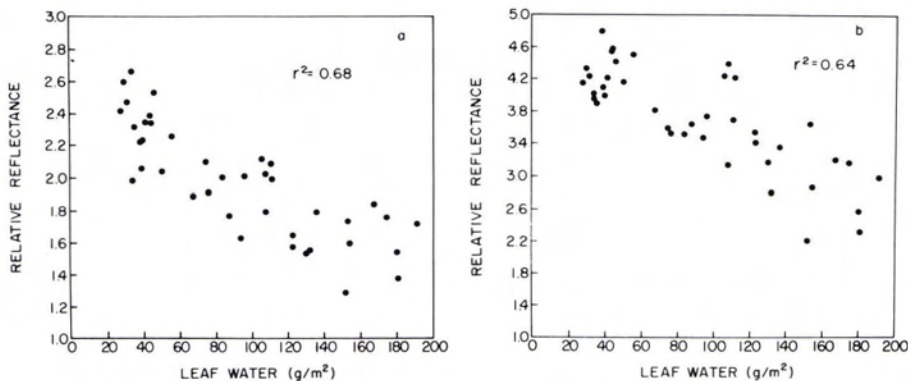 3.0
2.8
2.6
2.4
2.2
2.0
1.8
1.6
1.4
1.2
1.0
RELATIVE REFLECTANCE
a
r²= 0.68
0 20 40 60 80 100 120 140 160 180 200
LEAF WATER (g/m²)
5.0
4.6
4.2
3.8
3.4
3.0
2.6
2.2
1.8
1.4
1.0
RELATIVE REFLECTANCE
b
r²=0.64
0 20 40 60 80 100 120 140 160 180 200
LEAF WATER (g/m²)